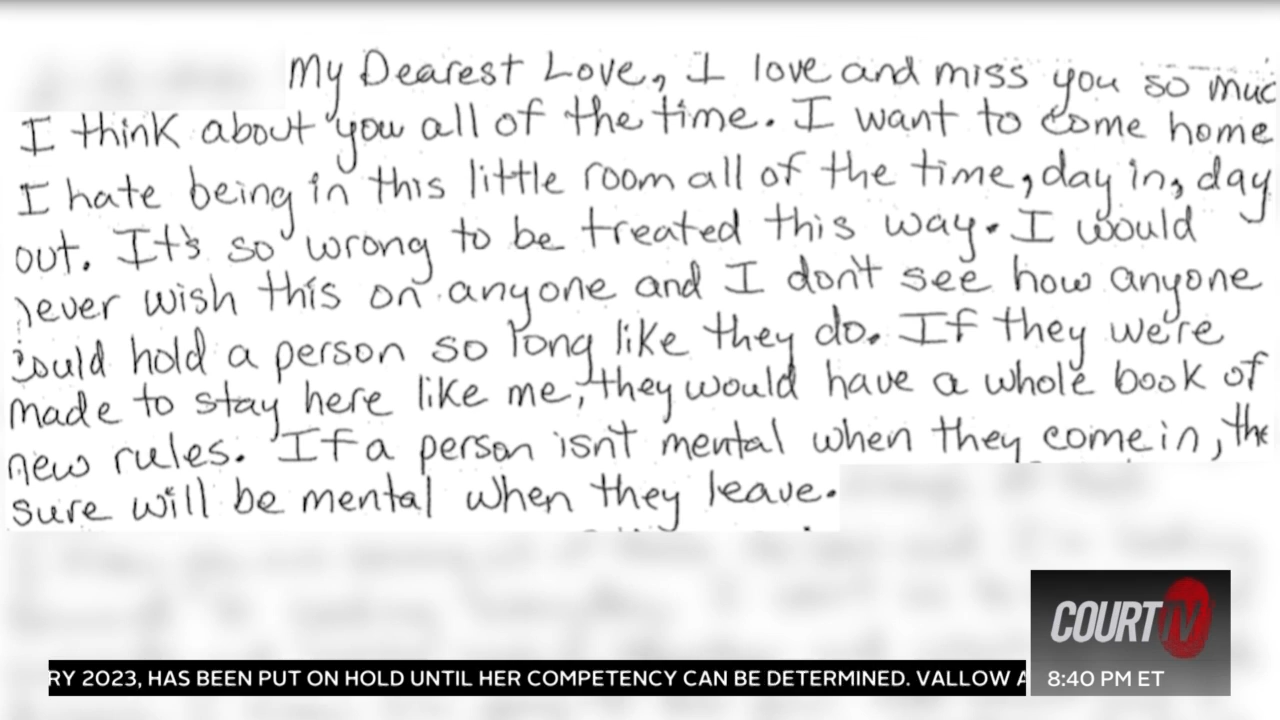 My Dearest Love, I love and miss you so muc
I think about you all of the time. I want to come home
I hate being in this little room all of the time, day in, day
out. It's so wrong to be treated this way. I would
never wish this on anyone and I don't see how anyone
could hold a person so long like they do. If they were
made to stay here like me, they would have a whole book of
new rules. If a person isn't mental when they come in, the
sure will be mental when they leave.
COURT TV
RY 2023, HAS BEEN PUT ON HOLD UNTIL HER COMPETENCY CAN BE DETERMINED. VALLOW A
8:40 PM ET